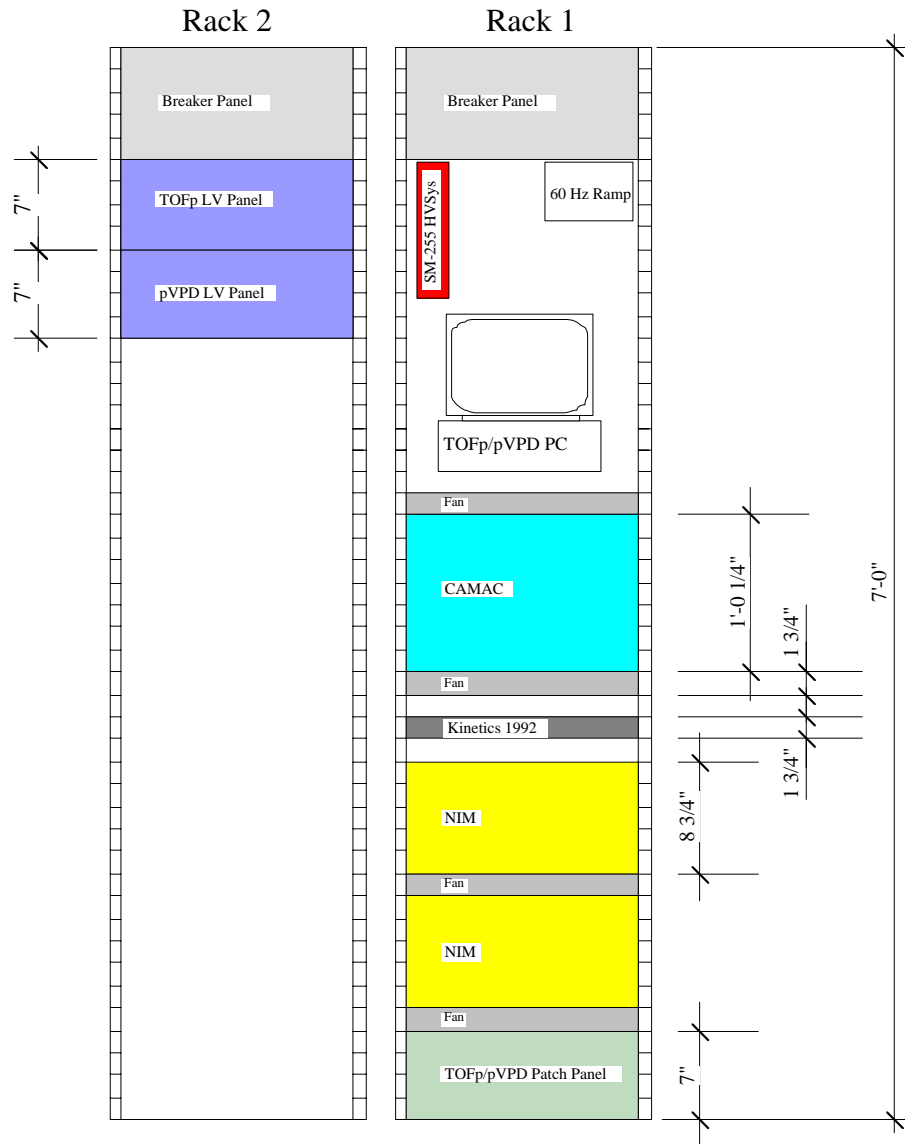 Rack 2
Rack 1
Breaker Panel
Breaker Panel
TOFp LV Panel
pVPD LV Panel
7"
7"
SM-255 HVSys
60 Hz Ramp
TOFp/pVPD PC
Fan
CAMAC
Fan
Kinetics 1992
NIM
Fan
NIM
Fan
TOFp/pVPD Patch Panel
1'-0 1/4"
1 3/4"
1 3/4"
8 3/4"
7"
7'-0"